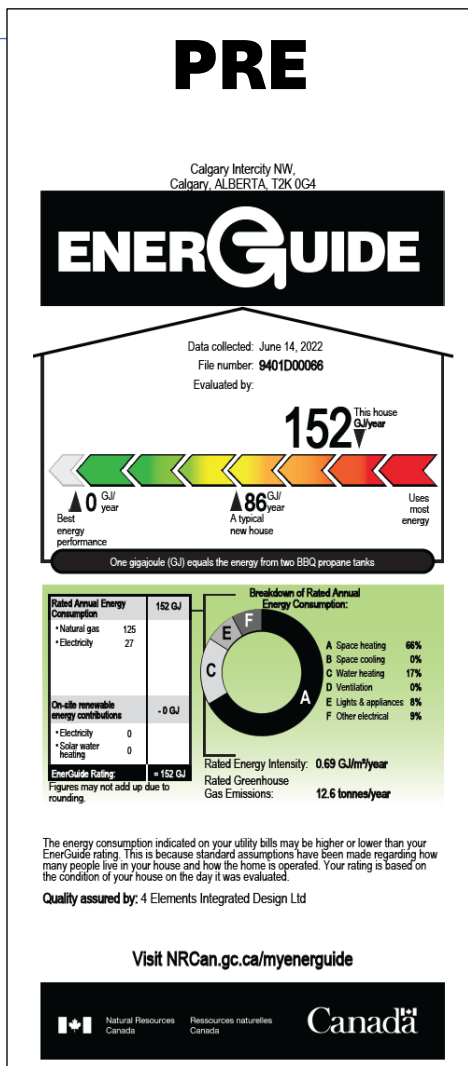 PRE
Calgary Intercity NW,
Calgary, ALBERTA, T2K 0G4
ENERGUIDE
Data collected: June 14, 2022
File number: 9401D00066
Evaluated by:
152 This house
GJ/year
0 GJ/
year
Best
energy
performance
86 GJ/
year
A typical
new house
Uses
most
energy
One gigajoule (GJ) equals the energy from two BBQ propane tanks
Rated Annual Energy
Consumption 152 GJ
• Natural gas 125
• Electricity 27
On-site renewable
energy contributions - 0 GJ
• Electricity 0
• Solar water
heating 0
EnerGuide Rating: = 152 GJ
Figures may not add up due to
rounding.
Breakdown of Rated Annual
Energy Consumption:
F
E
C
A
A Space heating 66%
B Space cooling 0%
C Water heating 17%
D Ventilation 0%
E Lights & appliances 8%
F Other electrical 9%
Rated Energy Intensity: 0.69 GJ/m²/year
Rated Greenhouse
Gas Emissions: 12.6 tonnes/year
The energy consumption indicated on your utility bills may be higher or lower than your
EnerGuide rating. This is because standard assumptions have been made regarding how
many people live in your house and how the home is operated. Your rating is based on
the condition of your house on the day it was evaluated.
Quality assured by: 4 Elements Integrated Design Ltd
Visit NRCan.gc.ca/myenerguide
Natural Resources
Canada
Ressources naturelles
Canada
Canada